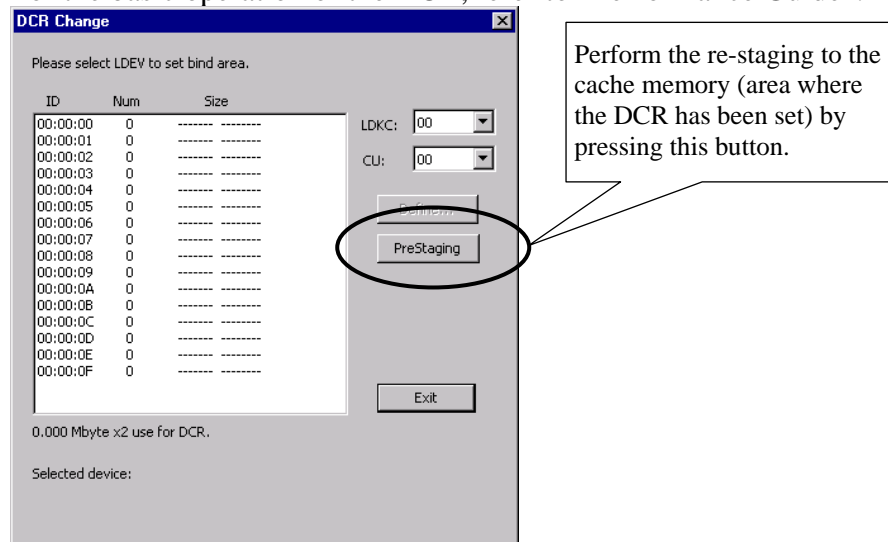 DCR Change
Please select LDEV to set bind area.
ID Num Size
00:00:00 0 ------- --------
00:00:01 0 ------- --------
00:00:02 0 ------- --------
00:00:03 0 ------- --------
00:00:04 0 ------- --------
00:00:05 0 ------- --------
00:00:06 0 ------- --------
00:00:07 0 ------- --------
00:00:08 0 ------- --------
00:00:09 0 ------- --------
00:00:0A 0 ------- --------
00:00:0B 0 ------- --------
00:00:0C 0 ------- --------
00:00:0D 0 ------- --------
00:00:0E 0 ------- --------
00:00:0F 0 ------- --------
LDKC: 00
CU: 00
Define...
PreStaging
Exit
0.000 Mbyte x2 use for DCR.
Selected device:
Perform the re-staging to the
cache memory (area where
the DCR has been set) by
pressing this button.